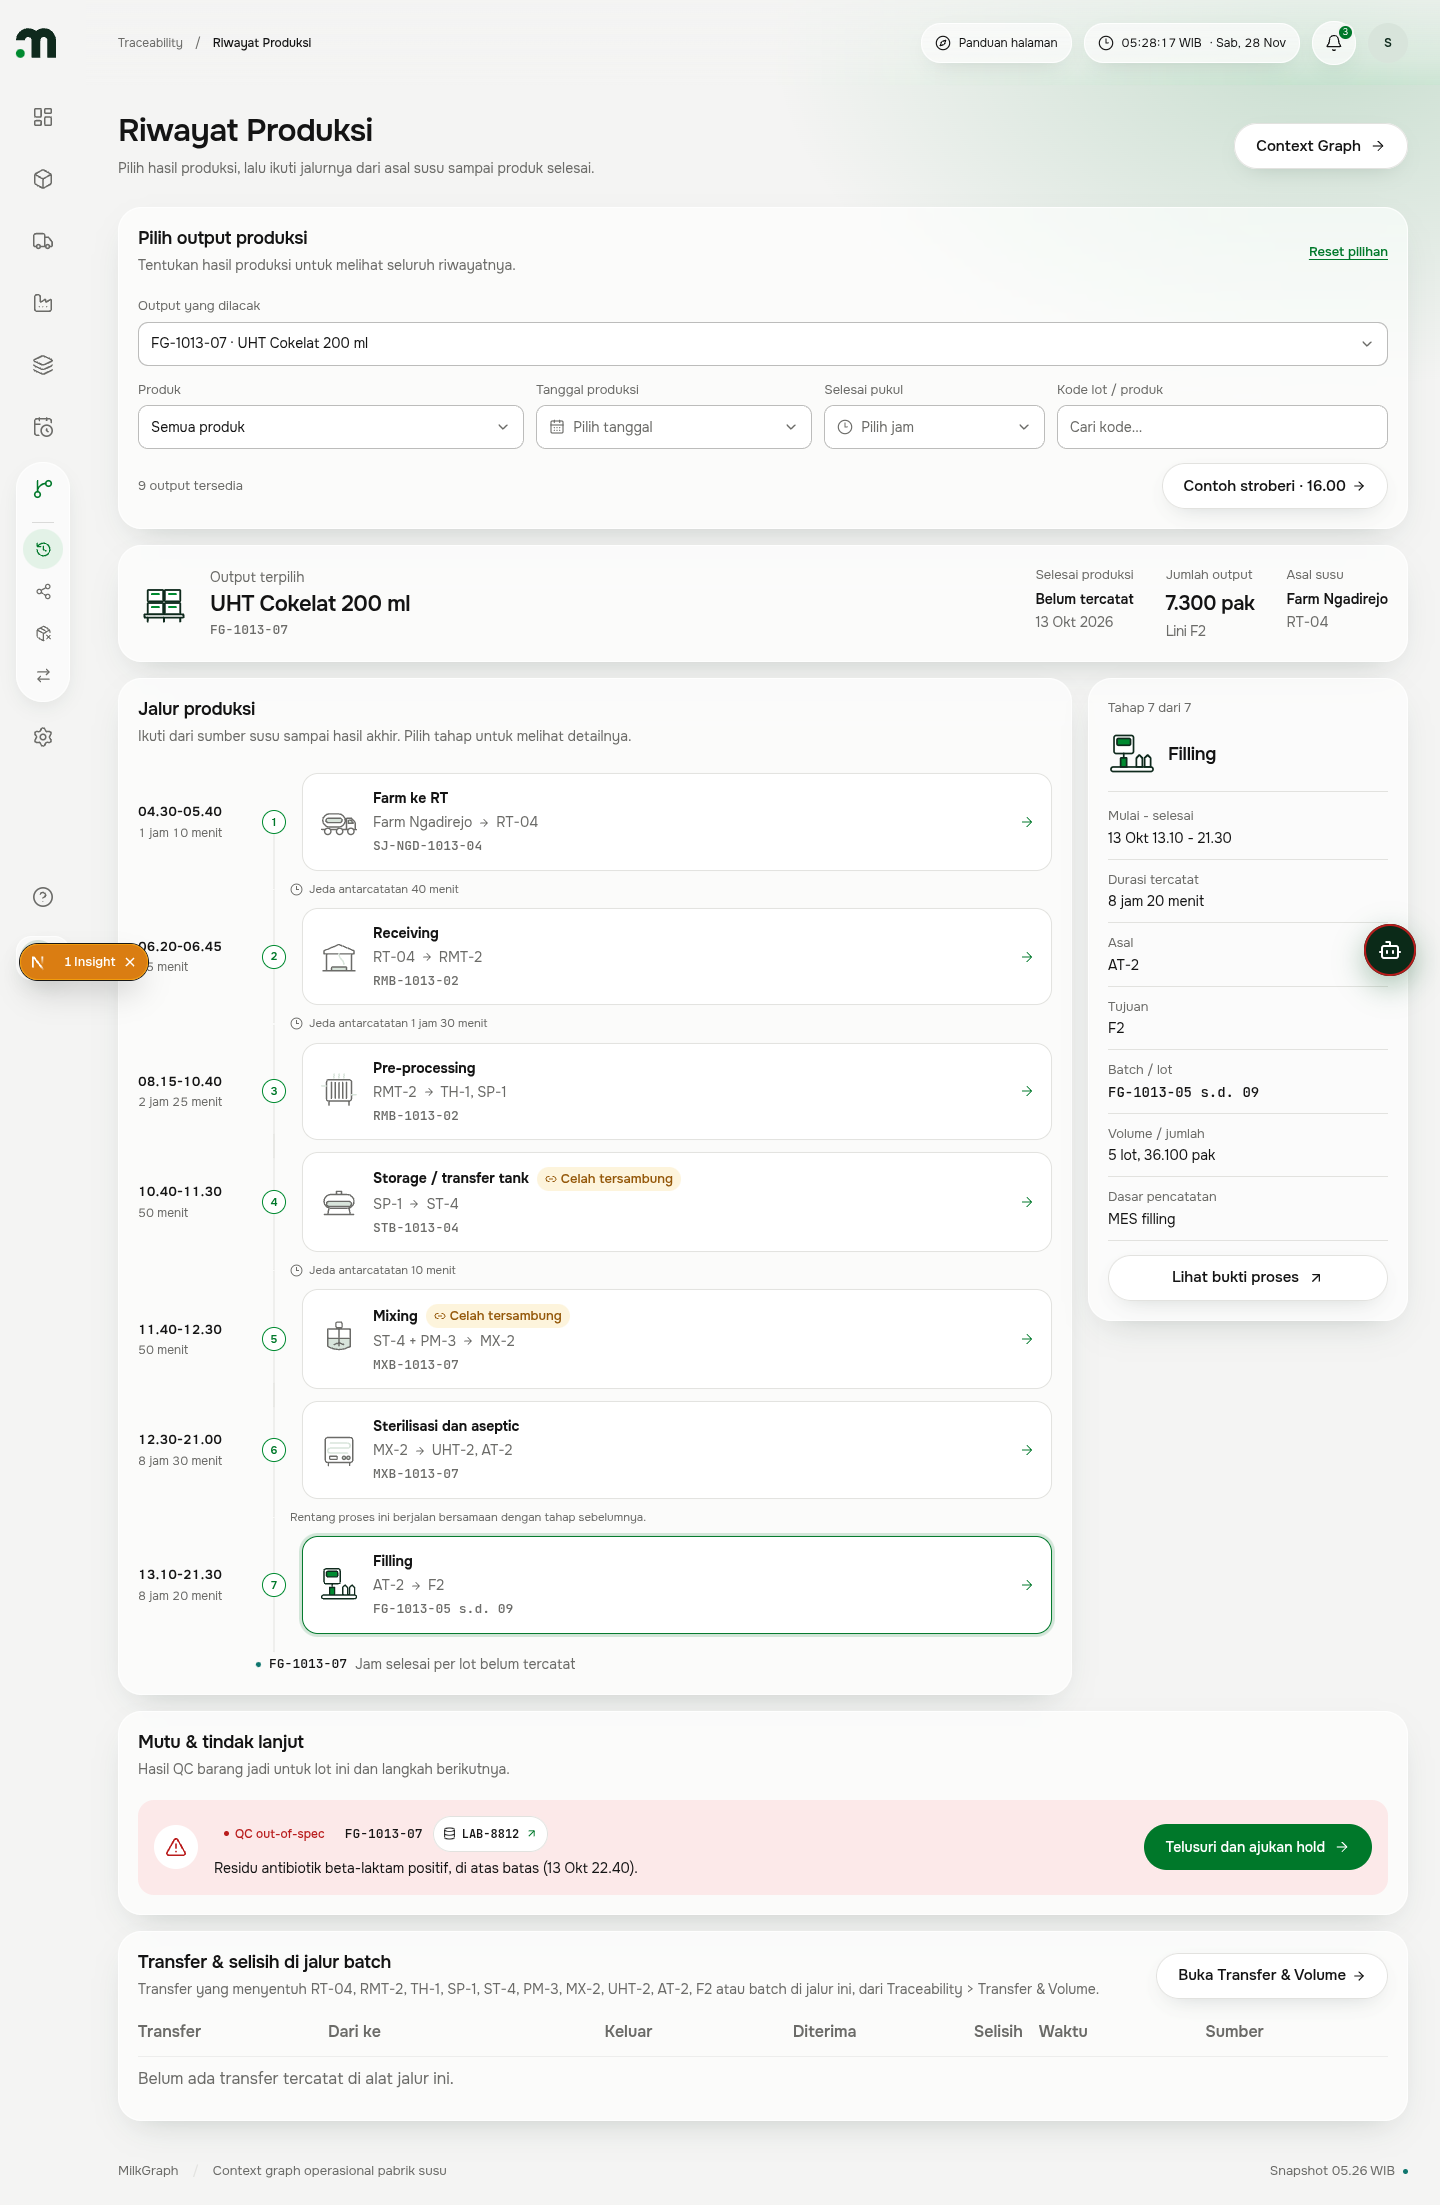 Traceability / Riwayat Produksi
Panduan halaman
05:28:17 WIB · Sab, 28 Nov
3
S
Riwayat Produksi
Pilih hasil produksi, lalu ikuti jalurnya dari asal susu sampai produk selesai.
Context Graph
Pilih output produksi
Tentukan hasil produksi untuk melihat seluruh riwayatnya.
Reset pilihan
Output yang dilacak
FG-1013-07 · UHT Cokelat 200 ml
Produk
Semua produk
Tanggal produksi
Pilih tanggal
Selesai pukul
Pilih jam
Kode lot / produk
Cari kode...
9 output tersedia
Contoh stroberi · 16.00
Output terpilih
UHT Cokelat 200 ml
FG-1013-07
Selesai produksi
Belum tercatat
13 Okt 2026
Jumlah output
7.300 pak
Lini F2
Asal susu
Farm Ngadirejo
RT-04
Jalur produksi
Ikuti dari sumber susu sampai hasil akhir. Pilih tahap untuk melihat detailnya.
04.30-05.40
1 jam 10 menit
1
Farm ke RT
Farm Ngadirejo → RT-04
SJ-NGD-1013-04
Jeda antarcatatan 40 menit
06.20-06.45
5 menit
2
Receiving
RT-04 → RMT-2
RMB-1013-02
Jeda antarcatatan 1 jam 30 menit
08.15-10.40
2 jam 25 menit
3
Pre-processing
RMT-2 → TH-1, SP-1
RMB-1013-02
10.40-11.30
50 menit
4
Storage / transfer tank
Celah tersambung
SP-1 → ST-4
STB-1013-04
Jeda antarcatatan 10 menit
11.40-12.30
50 menit
5
Mixing
Celah tersambung
ST-4 + PM-3 → MX-2
MXB-1013-07
12.30-21.00
8 jam 30 menit
6
Sterilisasi dan aseptic
MX-2 → UHT-2, AT-2
MXB-1013-07
Rentang proses ini berjalan bersamaan dengan tahap sebelumnya.
13.10-21.30
8 jam 20 menit
7
Filling
AT-2 → F2
FG-1013-05 s.d. 09
FG-1013-07 Jam selesai per lot belum tercatat
Tahap 7 dari 7
Filling
Mulai - selesai
13 Okt 13.10 - 21.30
Durasi tercatat
8 jam 20 menit
Asal
AT-2
Tujuan
F2
Batch / lot
FG-1013-05 s.d. 09
Volume / jumlah
5 lot, 36.100 pak
Dasar pencatatan
MES filling
Lihat bukti proses
1 Insight
Mutu & tindak lanjut
Hasil QC barang jadi untuk lot ini dan langkah berikutnya.
QC out-of-spec
FG-1013-07
LAB-8812
Residu antibiotik beta-laktam positif, di atas batas (13 Okt 22.40).
Telusuri dan ajukan hold
Transfer & selisih di jalur batch
Transfer yang menyentuh RT-04, RMT-2, TH-1, SP-1, ST-4, PM-3, MX-2, UHT-2, AT-2, F2 atau batch di jalur ini, dari Traceability > Transfer & Volume.
Buka Transfer & Volume
Transfer Dari ke Keluar Diterima Selisih Waktu Sumber
Belum ada transfer tercatat di alat jalur ini.
MilkGraph / Context graph operasional pabrik susu
Snapshot 05.26 WIB